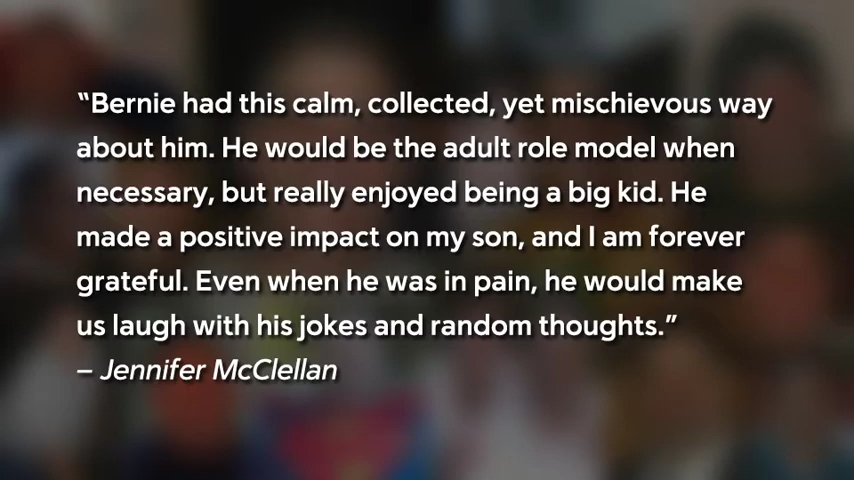 “Bernie had this calm, collected, yet mischievous way
about him. He would be the adult role model when
necessary, but really enjoyed being a big kid. He
made a positive impact on my son, and I am forever
grateful. Even when he was in pain, he would make
us laugh with his jokes and random thoughts.”
– Jennifer McClellan